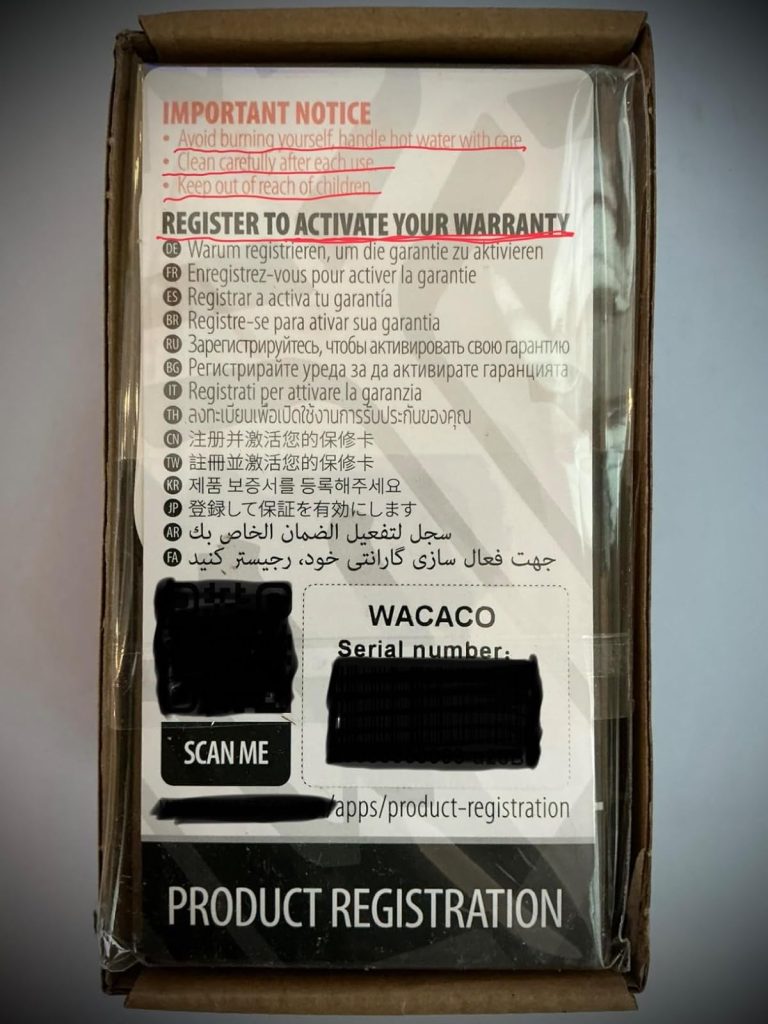 IMPORTANT NOTICE
• Avoid burning yourself, handle hot water with care.
• Clean carefully after each use.
• Keep out of reach of children.
REGISTER TO ACTIVATE YOUR WARRANTY
DE Warum registrieren, um die garantie zu aktivieren
FR Enregistrez-vous pour activer la garantie
ES Registrar a activa tu garantía
BR Registre-se para ativar sua garantia
RU Зарегистрируйтесь, чтобы активировать свою гарантию
BG Регистрирайте уреда за да активирате гаранцията
IT Registrati per attivare la garanzia
TH ลงทะเบียนเพื่อเปิดใช้งานการรับประกันของคุณ
CN 注册并激活您的保修卡
TW 註冊並激活您的保修卡
KR 제품 보증서를 등록해주세요
JP 登録して保証を有効にします
AR سجل لتفعيل الضمان الخاص بك
FA جهت فعال سازی گارانتی خود، رجیستر کنید
WACACO
Serial number:
SCAN ME
/apps/product-registration
PRODUCT REGISTRATION